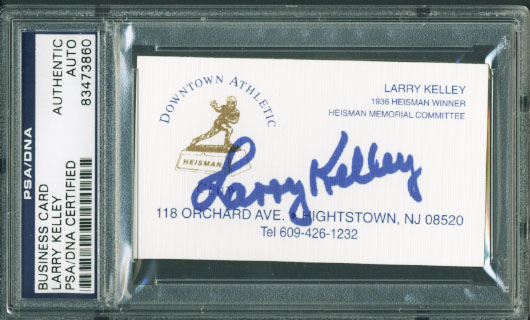 PSA/DNA
BUSINESS CARD
LARRY KELLEY
PSA/DNA CERTIFIED
AUTHENTIC
AUTO
83473860
DOWNTOWN ATHLETIC
HEISMAN
LARRY KELLEY
1936 HEISMAN WINNER
HEISMAN MEMORIAL COMMITTEE
Larry Kelley
118 ORCHARD AVE. HIGHTSTOWN, NJ 08520
Tel 609-426-1232